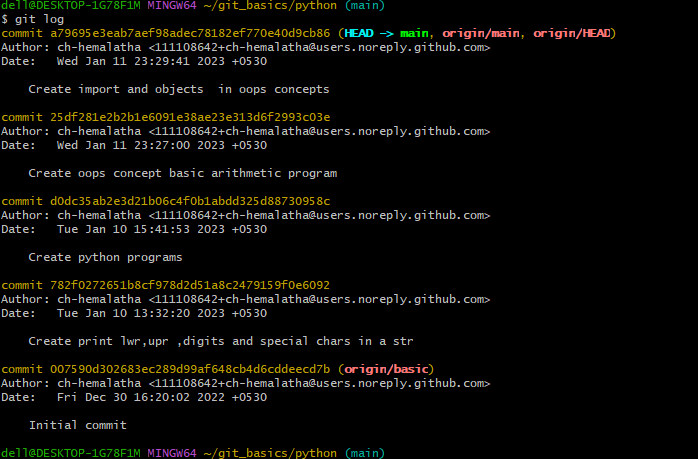 dell@DESKTOP-1G78F1M MINGW64 ~/git_basics/python (main)
$ git log
commit a79695e3eab7aef98adec78182ef770e40d9cb86 (HEAD -> main, origin/main, origin/HEAD)
Author: ch-hemalatha <111108642+ch-hemalatha@users.noreply.github.com>
Date:   Wed Jan 11 23:29:41 2023 +0530
    Create import and objects  in oops concepts
commit 25df281e2b2b1e6091e38ae23e313d6f2993c03e
Author: ch-hemalatha <111108642+ch-hemalatha@users.noreply.github.com>
Date:   Wed Jan 11 23:27:00 2023 +0530
    Create oops concept basic arithmetic program
commit d0dc35ab2e3d21b06c4f0b1abdd325d88730958c
Author: ch-hemalatha <111108642+ch-hemalatha@users.noreply.github.com>
Date:   Tue Jan 10 15:41:53 2023 +0530
    Create python programs
commit 782f0272651b8cf978d2d51a8c2479159f0e6092
Author: ch-hemalatha <111108642+ch-hemalatha@users.noreply.github.com>
Date:   Tue Jan 10 13:32:20 2023 +0530
    Create print lwr,upr ,digits and special chars in a str
commit 007590d302683ec289d99af648cb4d6cddeecd7b (origin/basic)
Author: ch-hemalatha <111108642+ch-hemalatha@users.noreply.github.com>
Date:   Fri Dec 30 16:20:02 2022 +0530
    Initial commit
dell@DESKTOP-1G78F1M MINGW64 ~/git_basics/python (main)